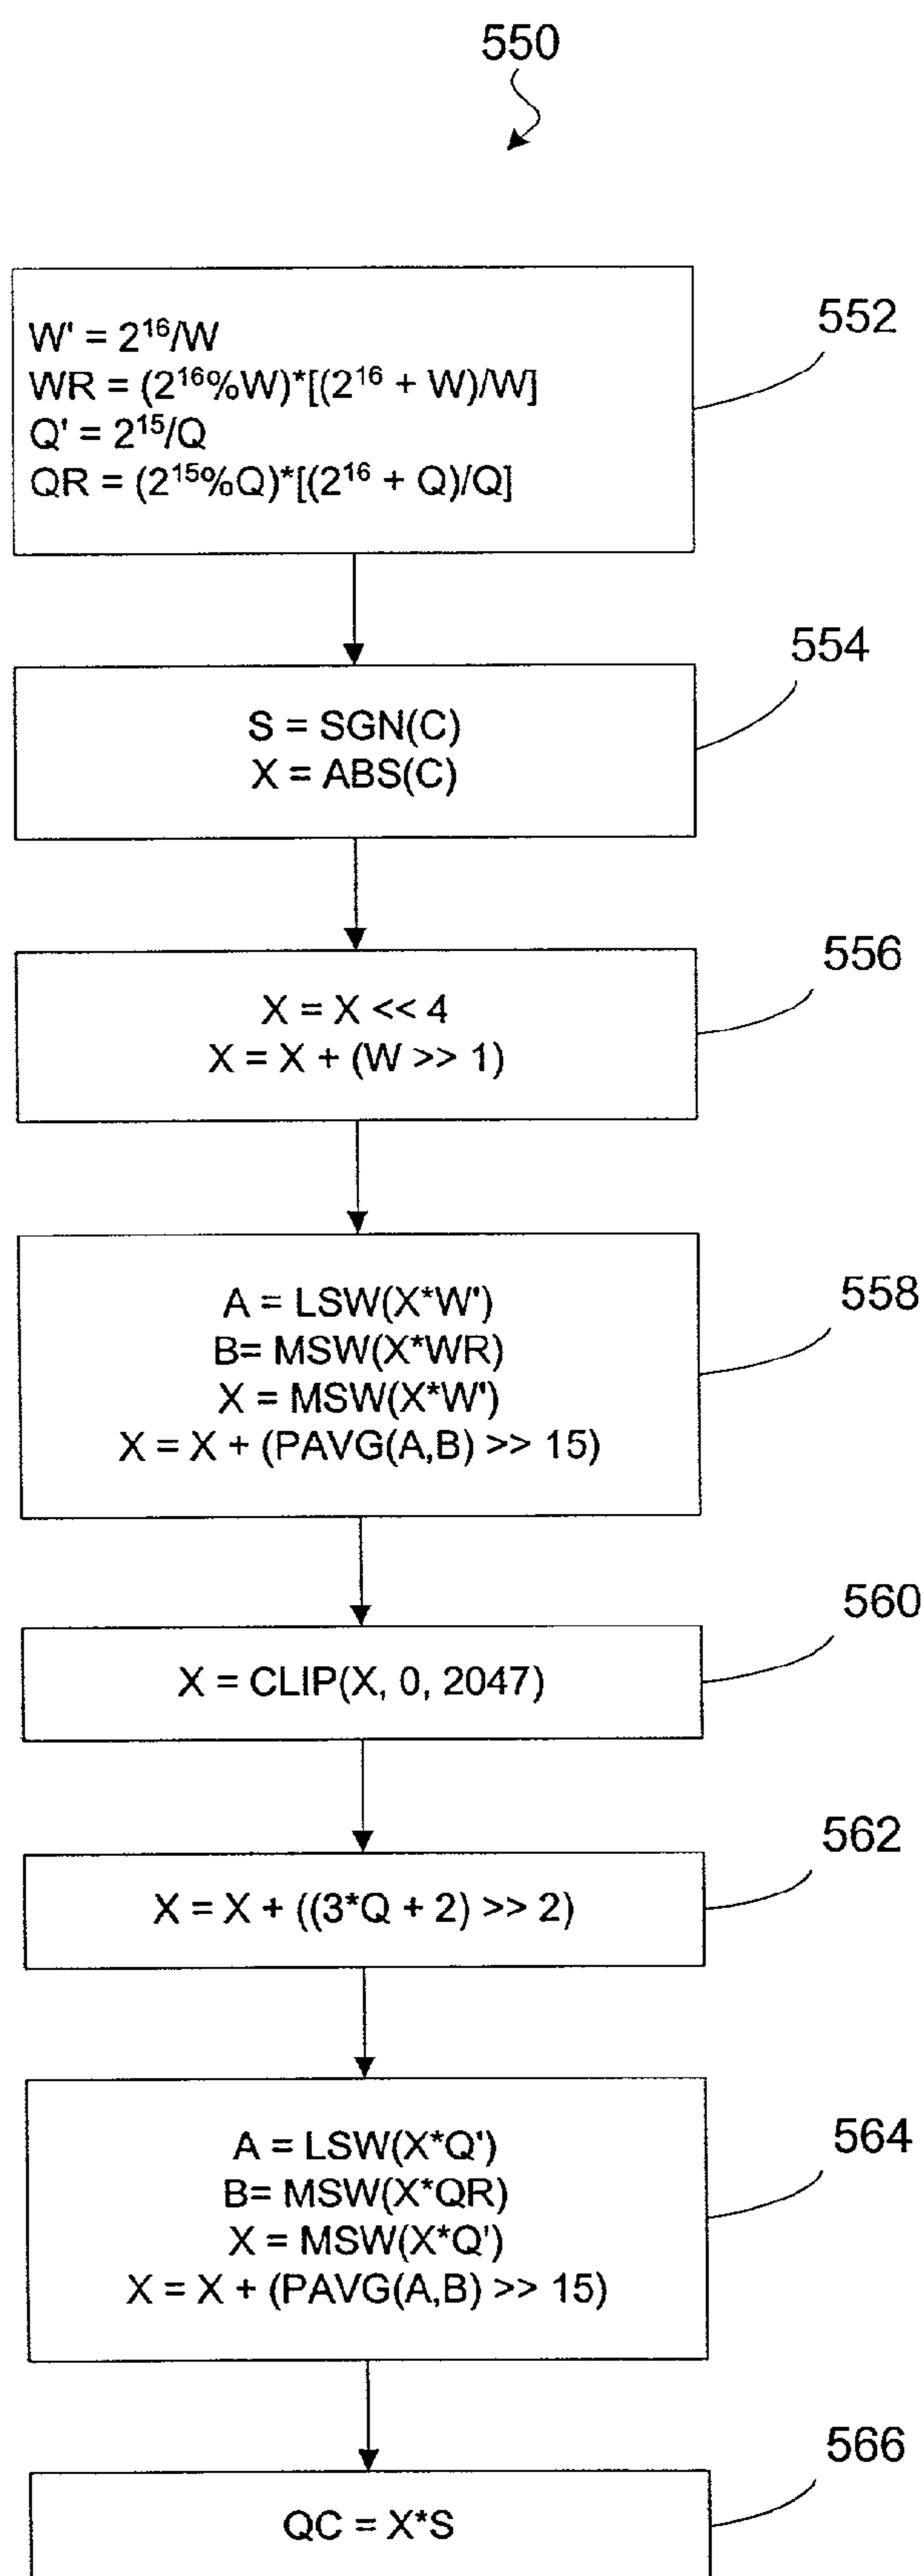 550
552
W' = 2¹⁶/W
WR = (2¹⁶%W)*[(2¹⁶ + W)/W]
Q' = 2¹⁵/Q
QR = (2¹⁵%Q)*[(2¹⁶ + Q)/Q]
554
S = SGN(C)
X = ABS(C)
556
X = X << 4
X = X + (W >> 1)
558
A = LSW(X*W')
B= MSW(X*WR)
X = MSW(X*W')
X = X + (PAVG(A,B) >> 15)
560
X = CLIP(X, 0, 2047)
562
X = X + ((3*Q + 2) >> 2)
564
A = LSW(X*Q')
B= MSW(X*QR)
X = MSW(X*Q')
X = X + (PAVG(A,B) >> 15)
566
QC = X*S